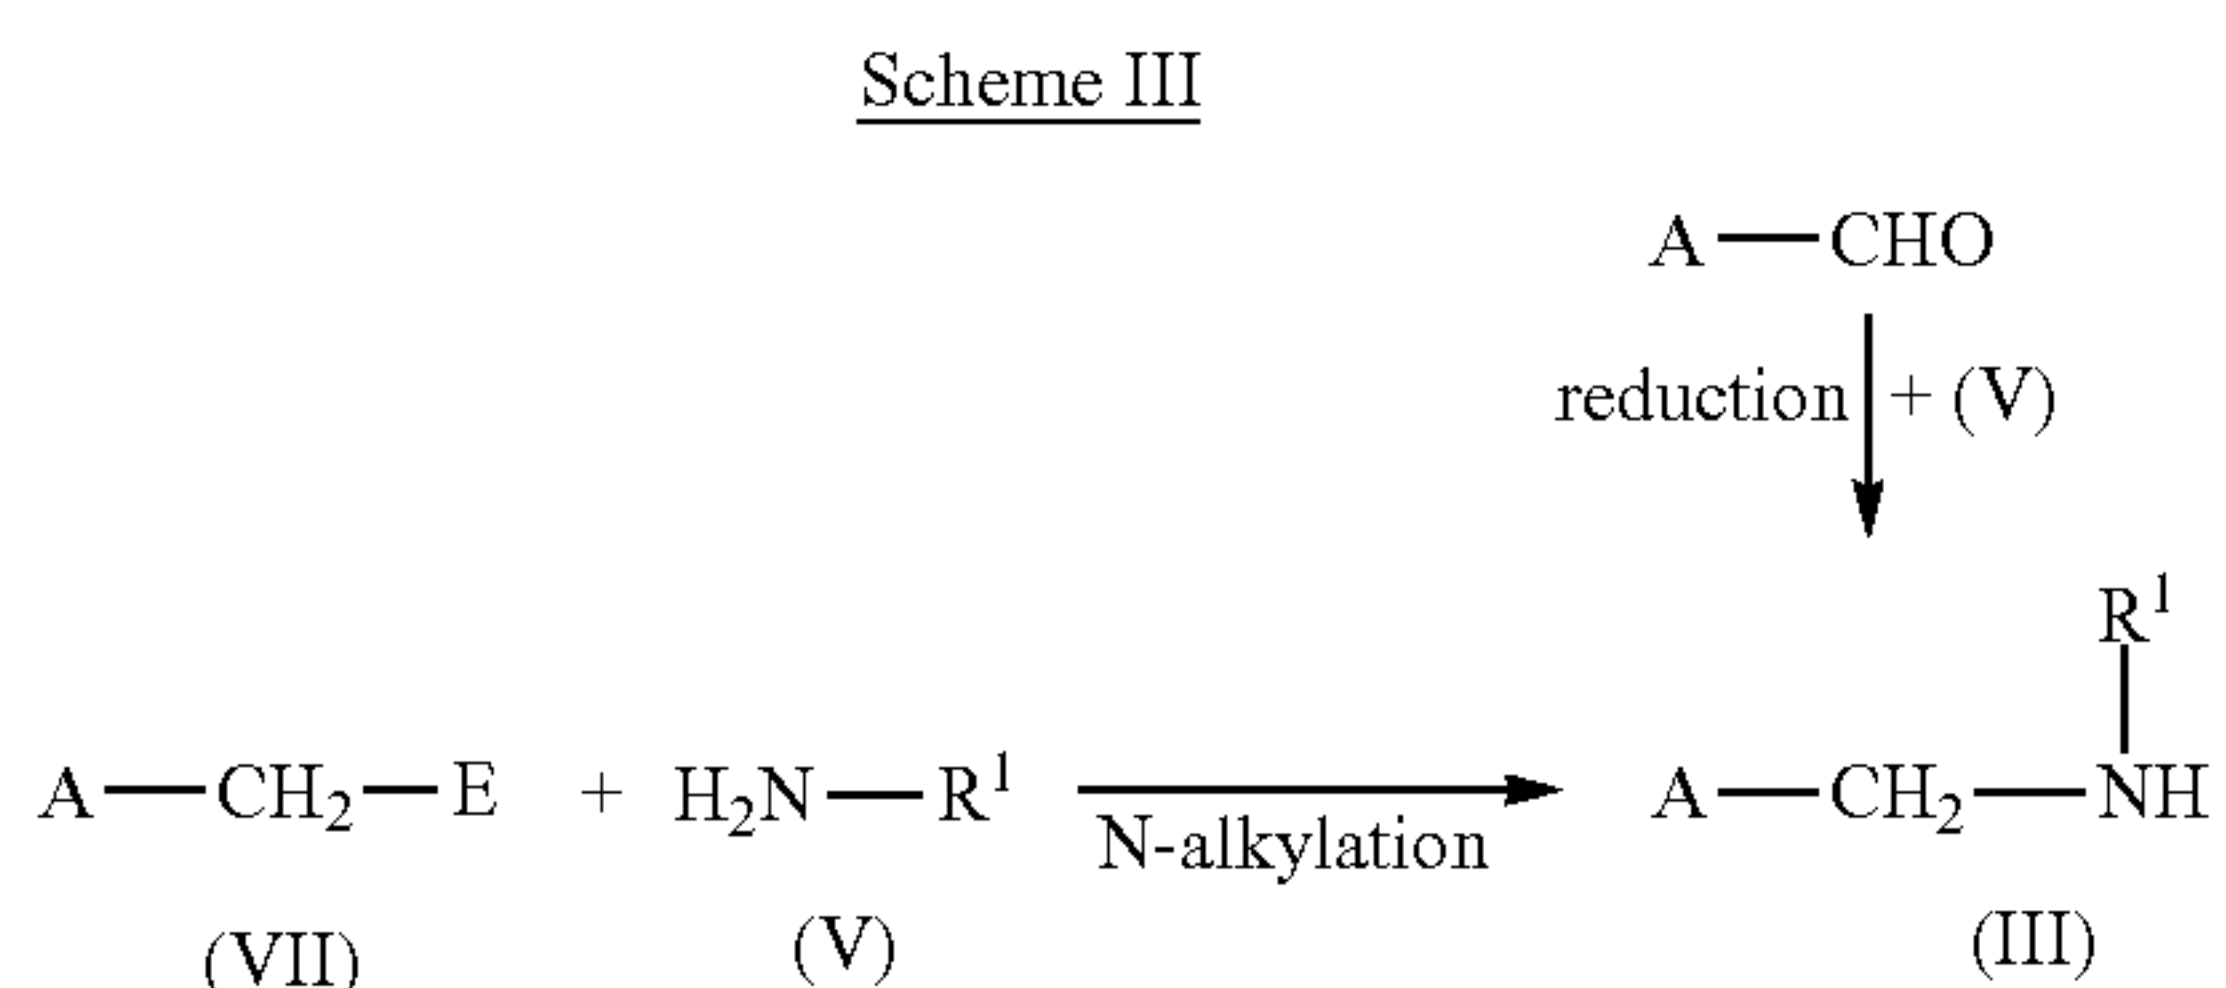 Scheme III
A—CHO
reduction + (V)
R¹
A—CH₂—E + H₂N—R¹ A—CH₂—NH
N-alkylation
(VII) (V) (III)